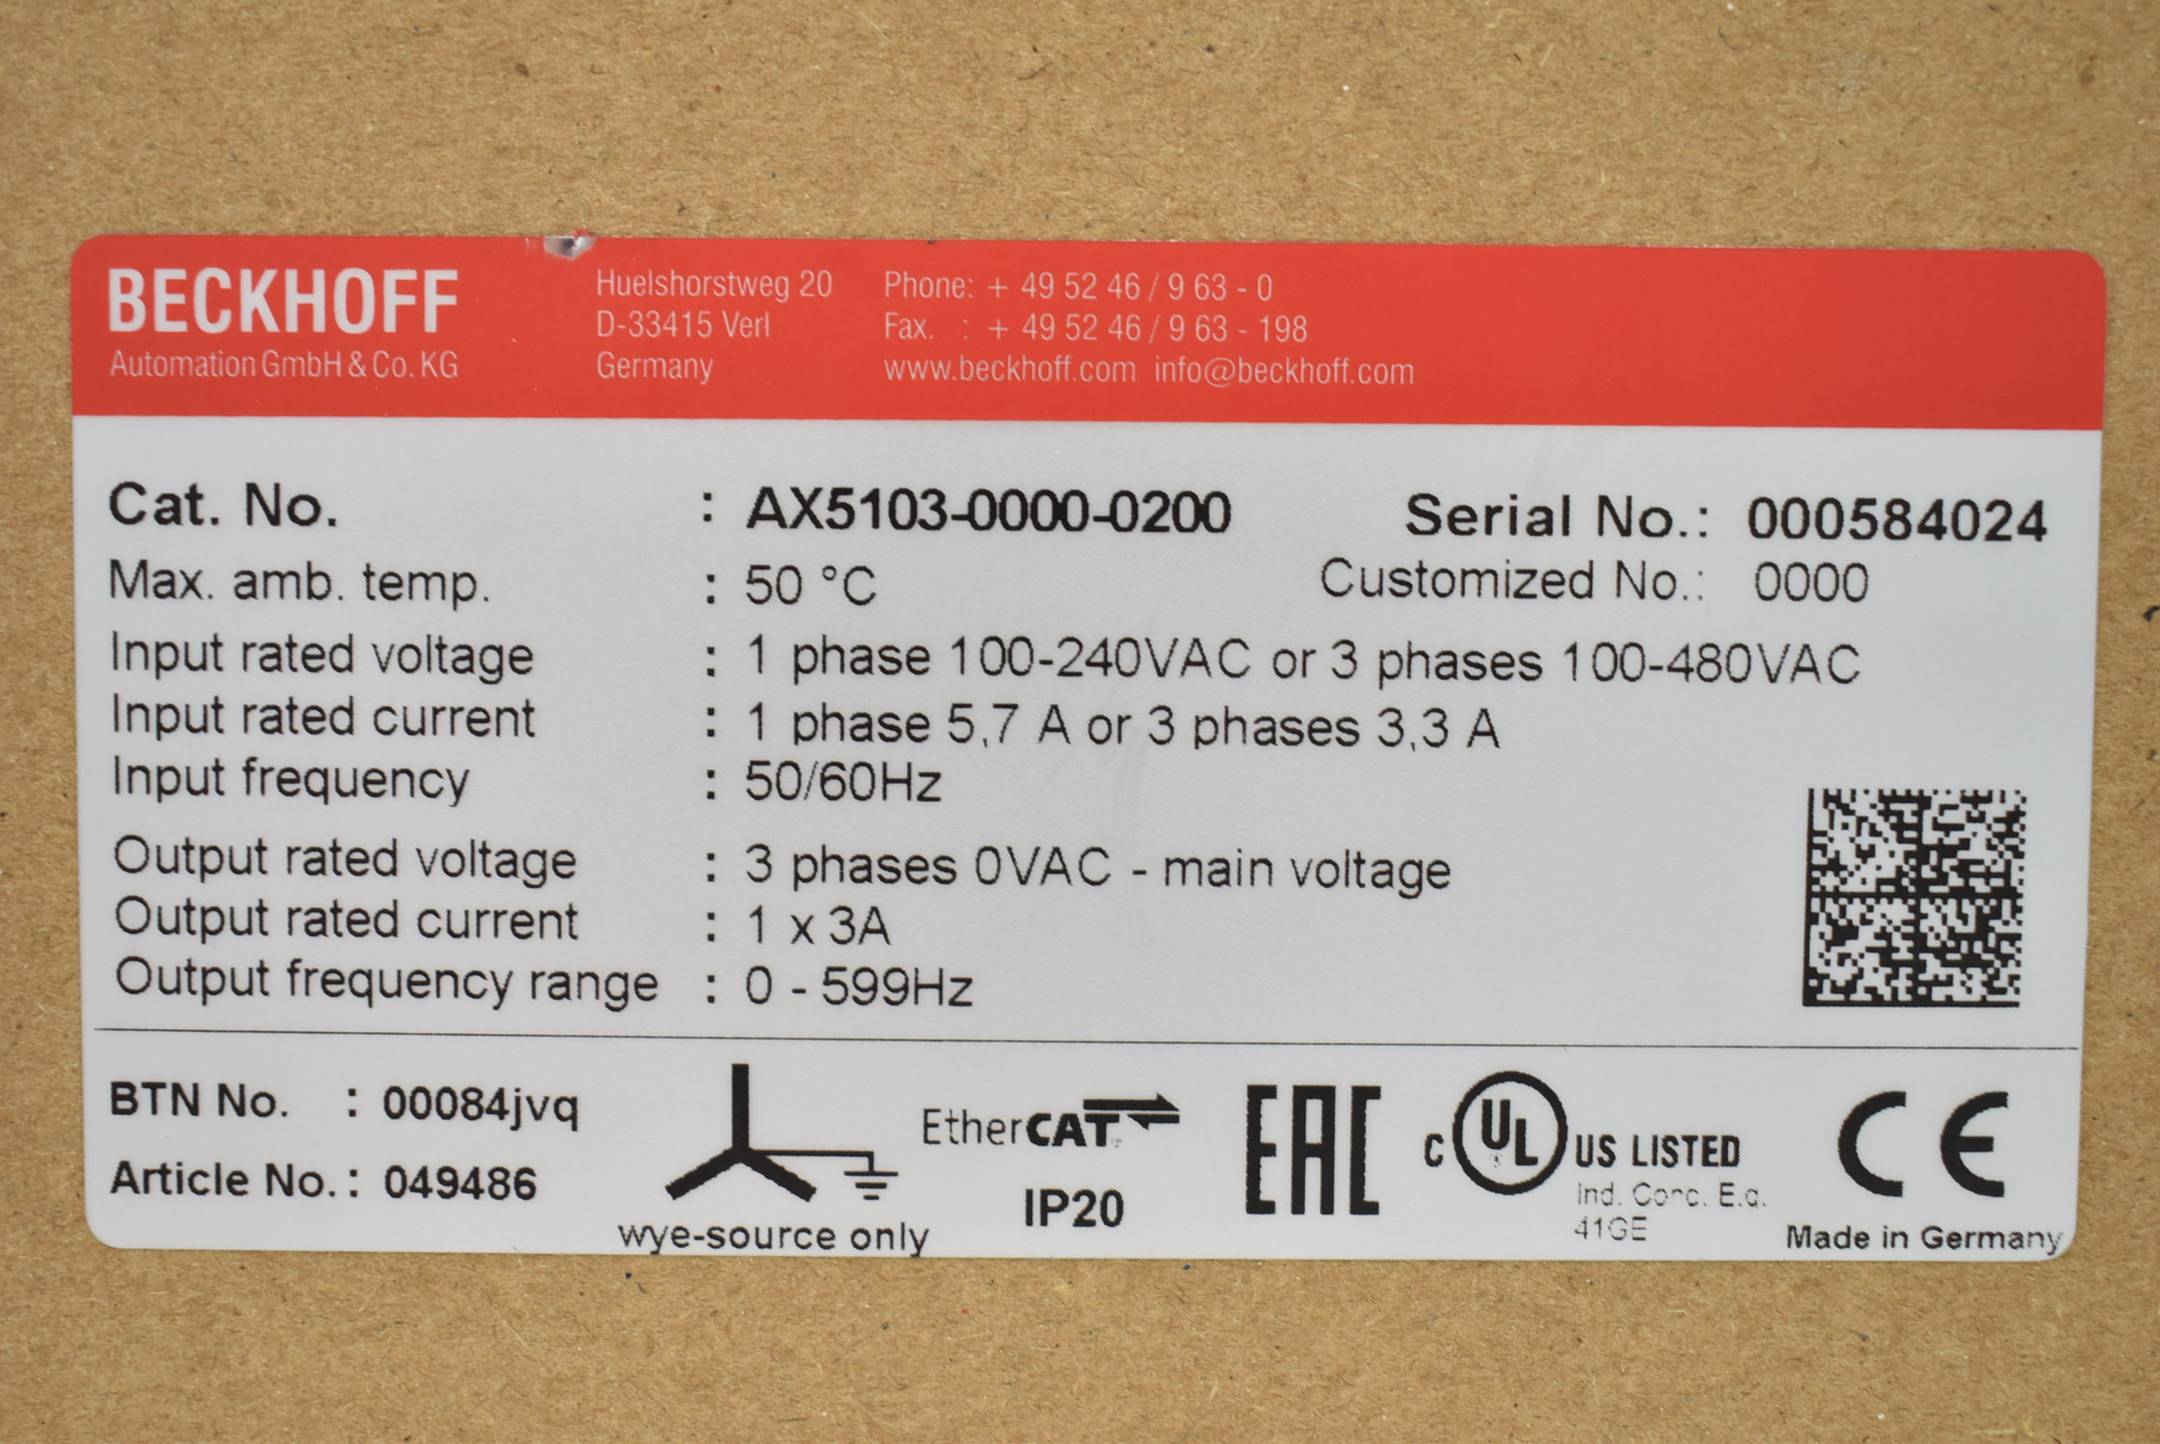 BECKHOFF
Automation GmbH & Co. KG
Huelshorstweg 20
D-33415 Verl
Germany
Phone: + 49 52 46 / 9 63 - 0
Fax. : + 49 52 46 / 9 63 - 198
www.beckhoff.com info@beckhoff.com
Cat. No. : AX5103-0000-0200 Serial No.: 000584024
Max. amb. temp. : 50 °C Customized No.: 0000
Input rated voltage : 1 phase 100-240VAC or 3 phases 100-480VAC
Input rated current : 1 phase 5,7 A or 3 phases 3,3 A
Input frequency : 50/60Hz
Output rated voltage : 3 phases 0VAC - main voltage
Output rated current : 1 x 3A
Output frequency range : 0 - 599Hz
BTN No. : 00084jvq
Article No.: 049486
wye-source only
EtherCAT
IP20
EAC
C UL US LISTED
Ind. Conc. E.q.
41GE
CE
Made in Germany